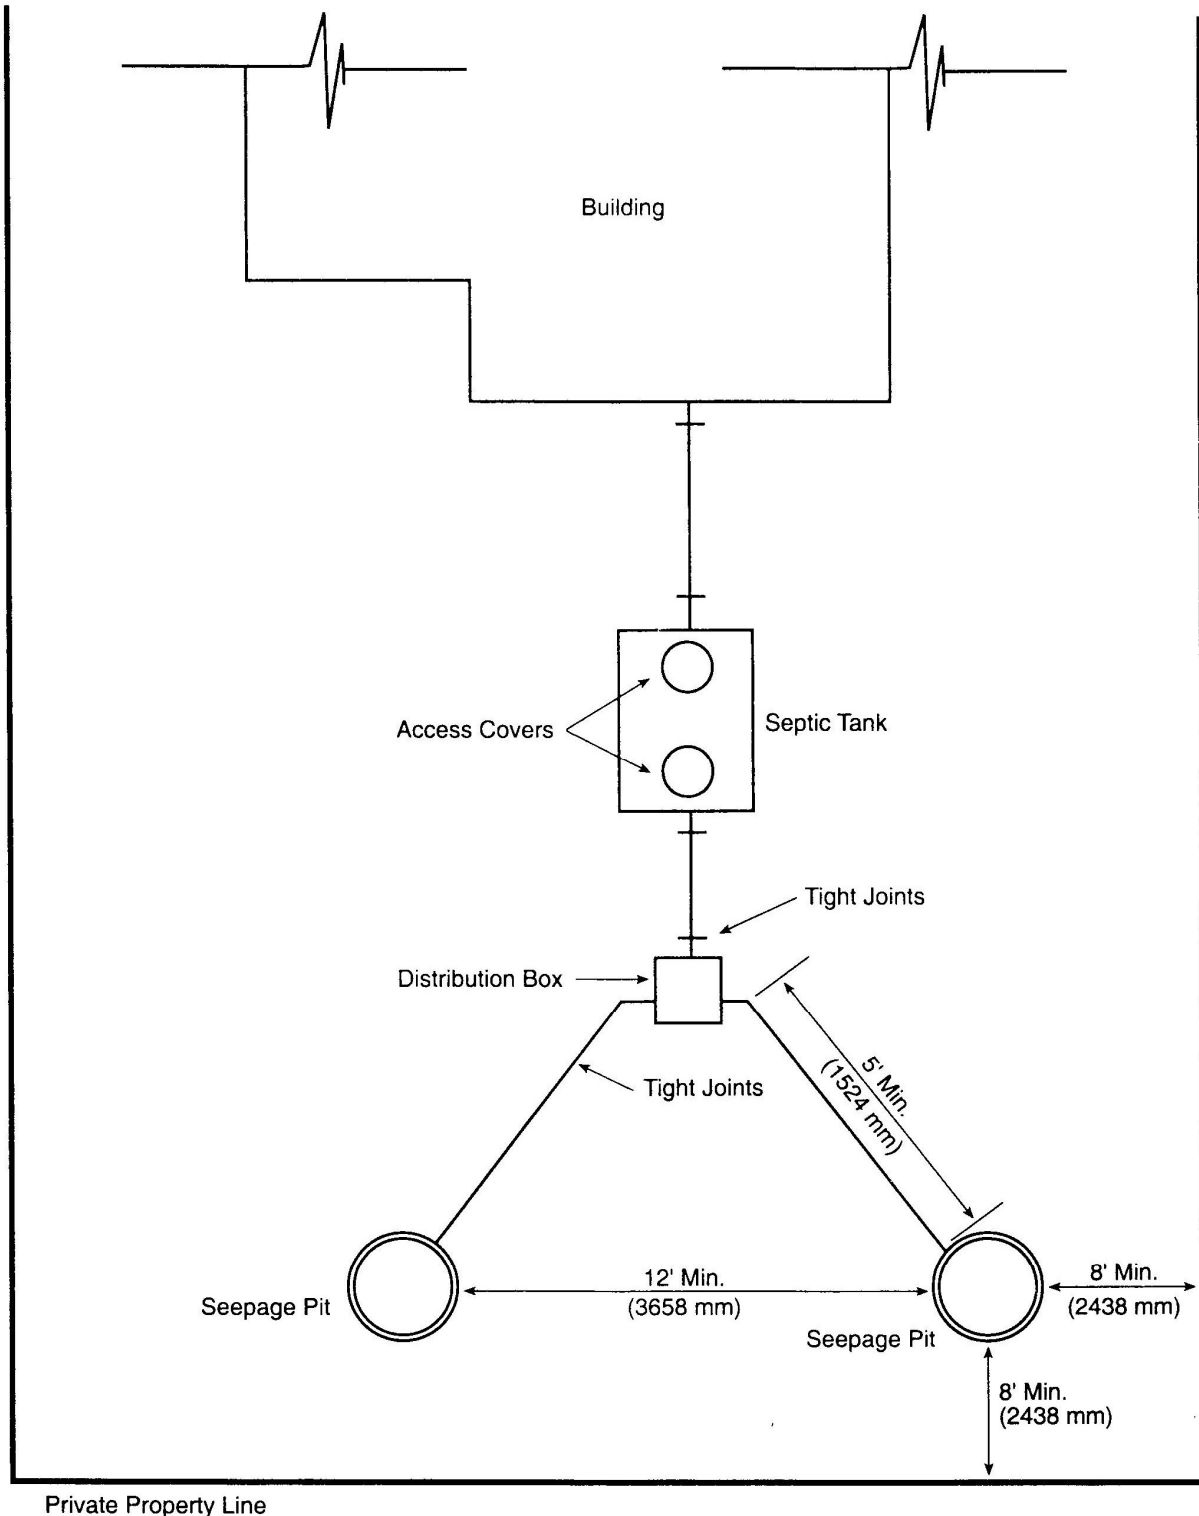 Building
Access Covers
Septic Tank
Tight Joints
Distribution Box
5' Min.
(1524 mm)
Tight Joints
12' Min.
(3658 mm)
8' Min.
(2438 mm)
Seepage Pit
Seepage Pit
8' Min.
(2438 mm)
Private Property Line